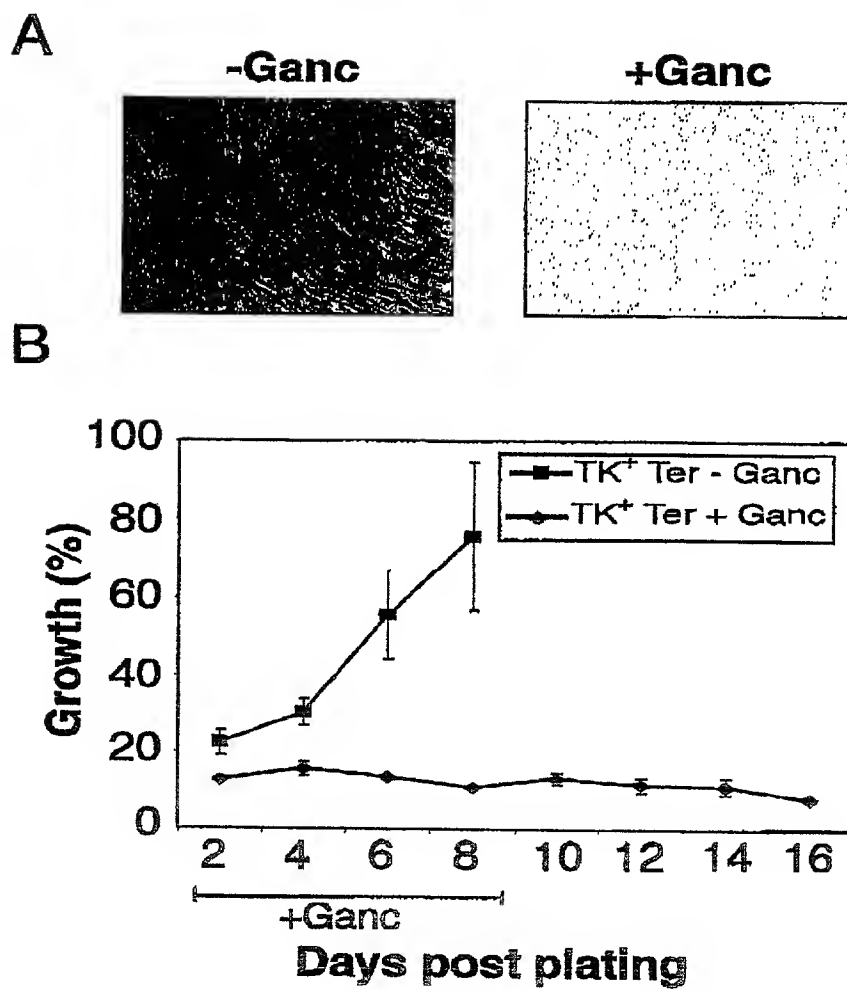 A
-Ganc
+Ganc
B
Growth (%)
100
80
60
40
20
0
TK⁺ Ter - Ganc
TK⁺ Ter + Ganc
2 4 6 8 10 12 14 16
+Ganc
Days post plating